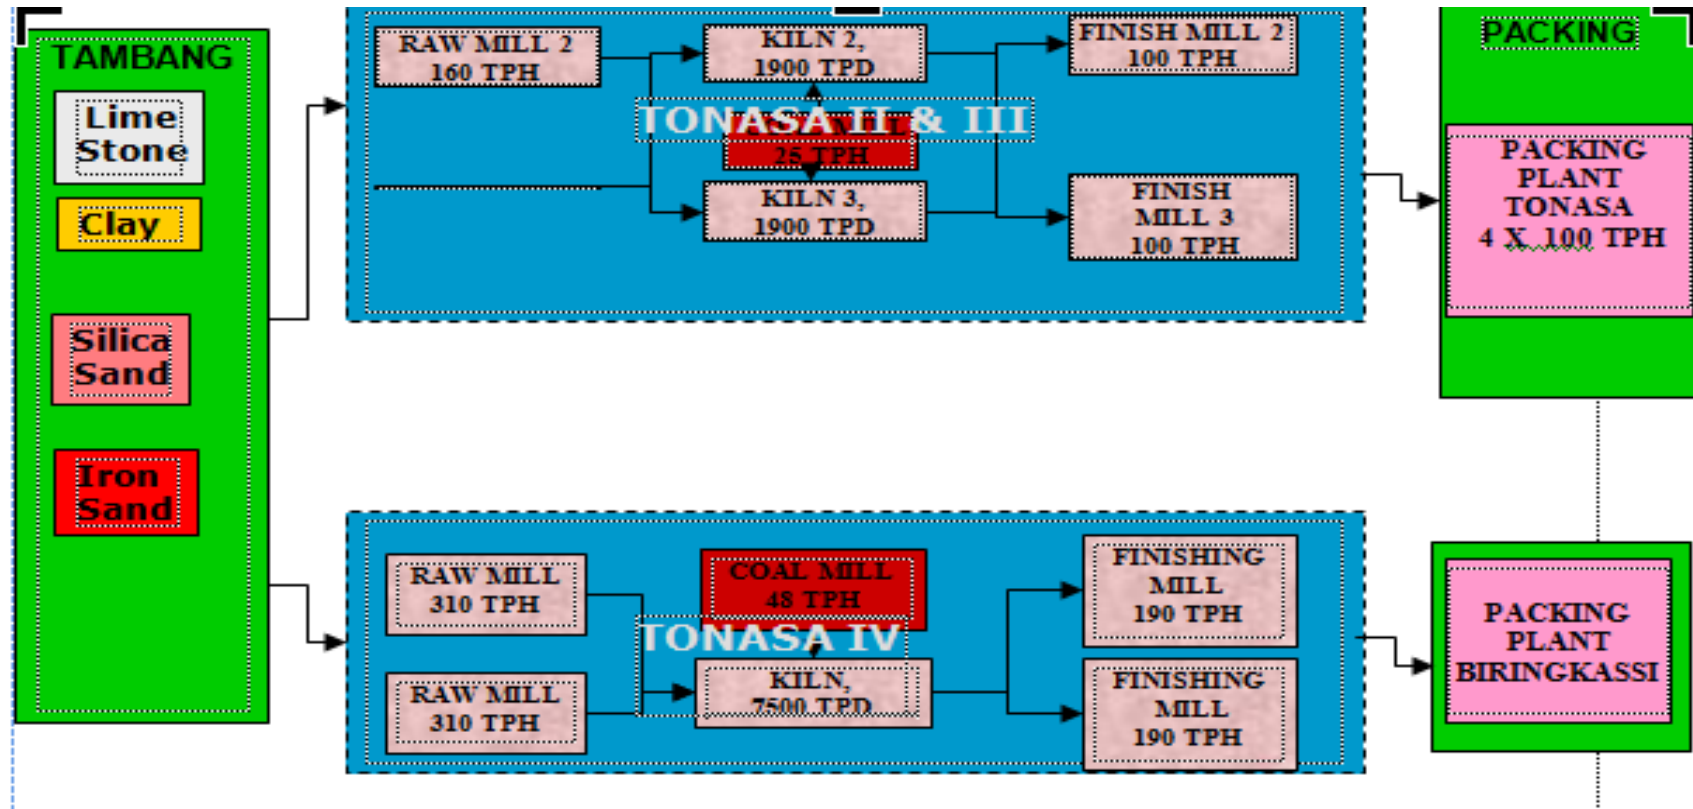 TAMBANG
Lime
Stone
Clay
Silica
Sand
Iron
Sand
RAW MILL 2
160 TPH
KILN 2,
1900 TPD
FINISH MILL 2
100 TPH
TONASA II & III
25 TPH
KILN 3,
1900 TPD
FINISH
MILL 3
100 TPH
RAW MILL
310 TPH
RAW MILL
310 TPH
COAL MILL
48 TPH
TONASA IV
KILN,
7500 TPD
FINISHING
MILL
190 TPH
FINISHING
MILL
190 TPH
PACKING
PACKING
PLANT
TONASA
4 X 100 TPH
PACKING
PLANT
BIRINGKASSI